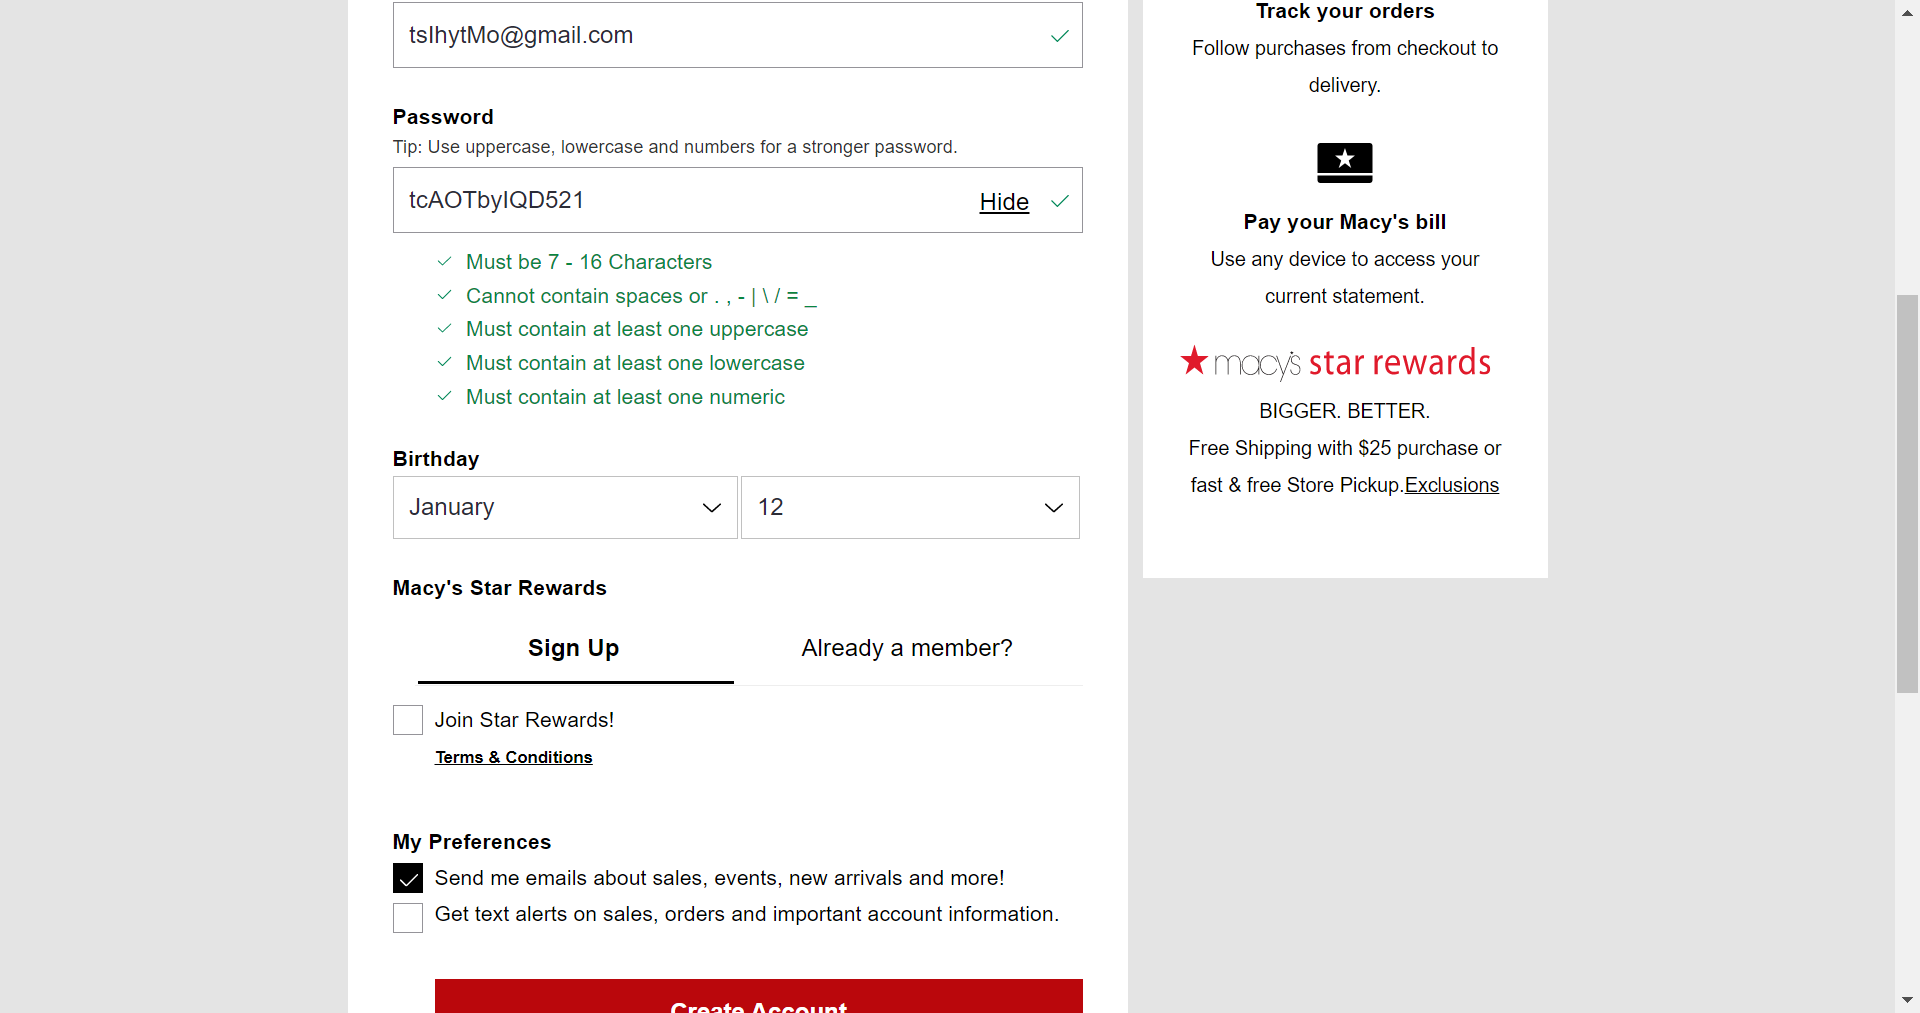 tsIhytMo@gmail.com
Password
Tip: Use uppercase, lowercase and numbers for a stronger password.
tcAOTbyIQD521
Hide
Must be 7 - 16 Characters
Cannot contain spaces or . , - | \ / = _
Must contain at least one uppercase
Must contain at least one lowercase
Must contain at least one numeric
Birthday
January
12
Macy's Star Rewards
Sign Up
Already a member?
Join Star Rewards!
Terms & Conditions
My Preferences
Send me emails about sales, events, new arrivals and more!
Get text alerts on sales, orders and important account information.
Create Account
Track your orders
Follow purchases from checkout to
delivery.
Pay your Macy's bill
Use any device to access your
current statement.
macy's star rewards
BIGGER. BETTER.
Free Shipping with $25 purchase or
fast & free Store Pickup.Exclusions